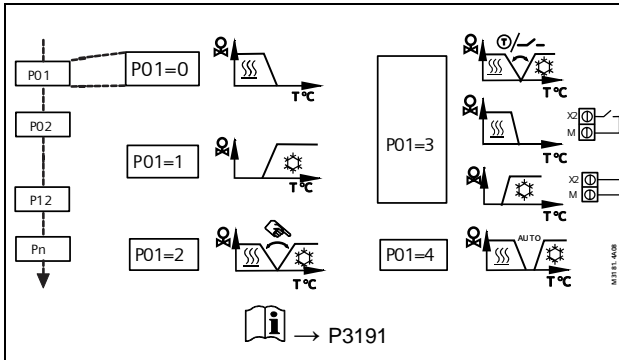 P01
P02
P12
Pn
P01=0
T°C
P01=1
T°C
P01=2
T°C
P01=3
T
T°C
T°C
X2
M
T°C
X2
M
P01=4
AUTO
T°C
i → P3191
M3181.4A08